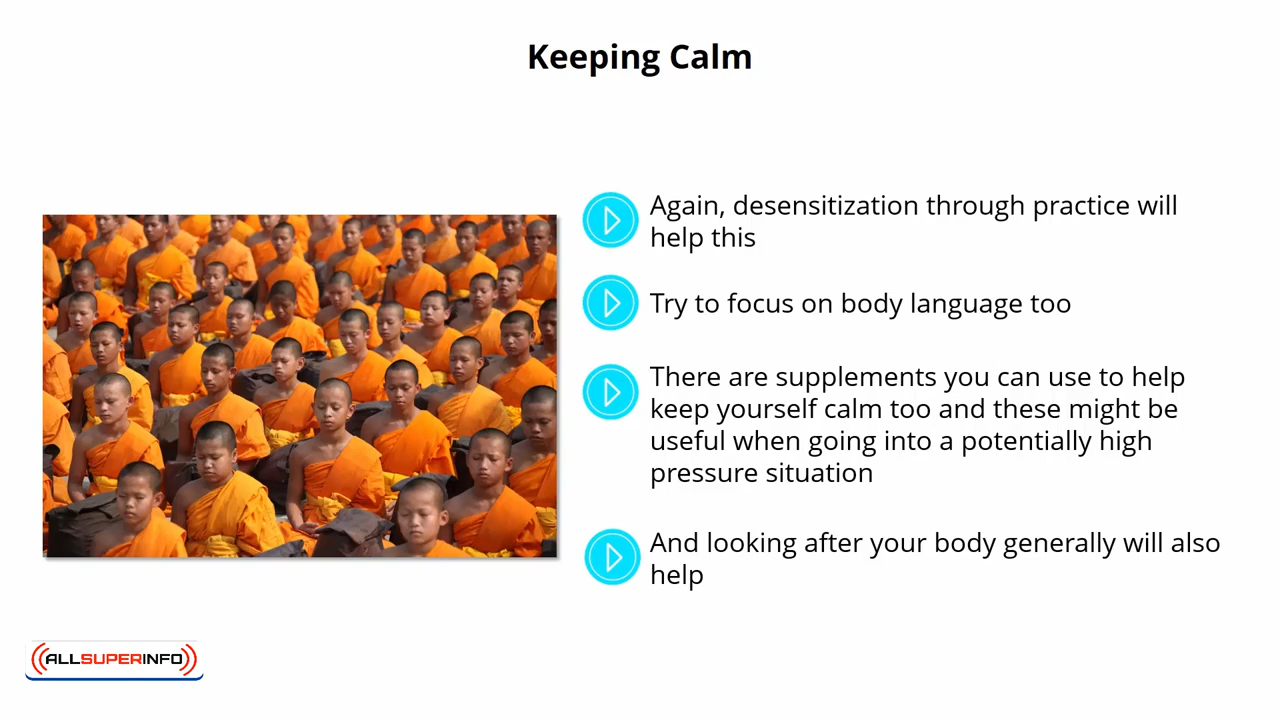 Keeping Calm
Again, desensitization through practice will
help this
Try to focus on body language too
There are supplements you can use to help
keep yourself calm too and these might be
useful when going into a potentially high
pressure situation
And looking after your body generally will also
help
ALLSUPERINFO